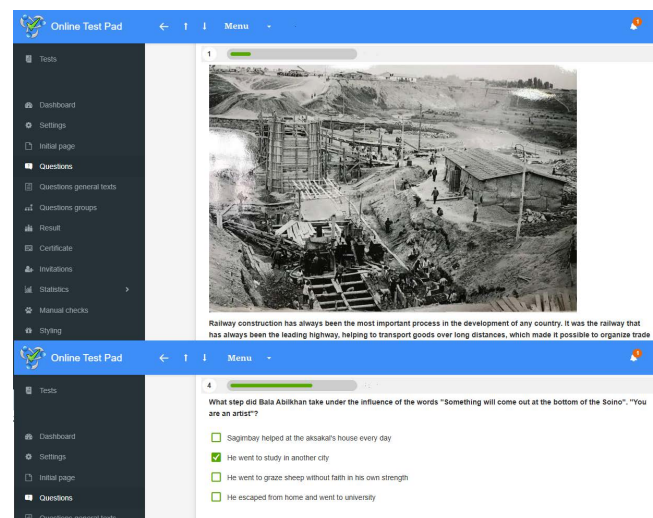 Online Test Pad
← ↑ ↓ Menu
1
Tests
1
Dashboard
Settings
Initial page
Questions
Questions general texts
Questions groups
Result
Certificate
Invitations
Statistics >
Manual checks
Styling
Railway construction has always been the most important process in the development of any country. It was the railway that
has always been the leading highway, helping to transport goods over long distances, which made it possible to organize trade
Online Test Pad
← ↑ ↓ Menu
Tests
4
What step did Bala Abilkhan take under the influence of the words "Something will come out at the bottom of the Soino". "You
are an artist"?
Dashboard
Settings
Initial page
Questions
Questions general texts
Sagimbay helped at the aksakal's house every day
He went to study in another city
He went to graze sheep without faith in his own strength
He escaped from home and went to university